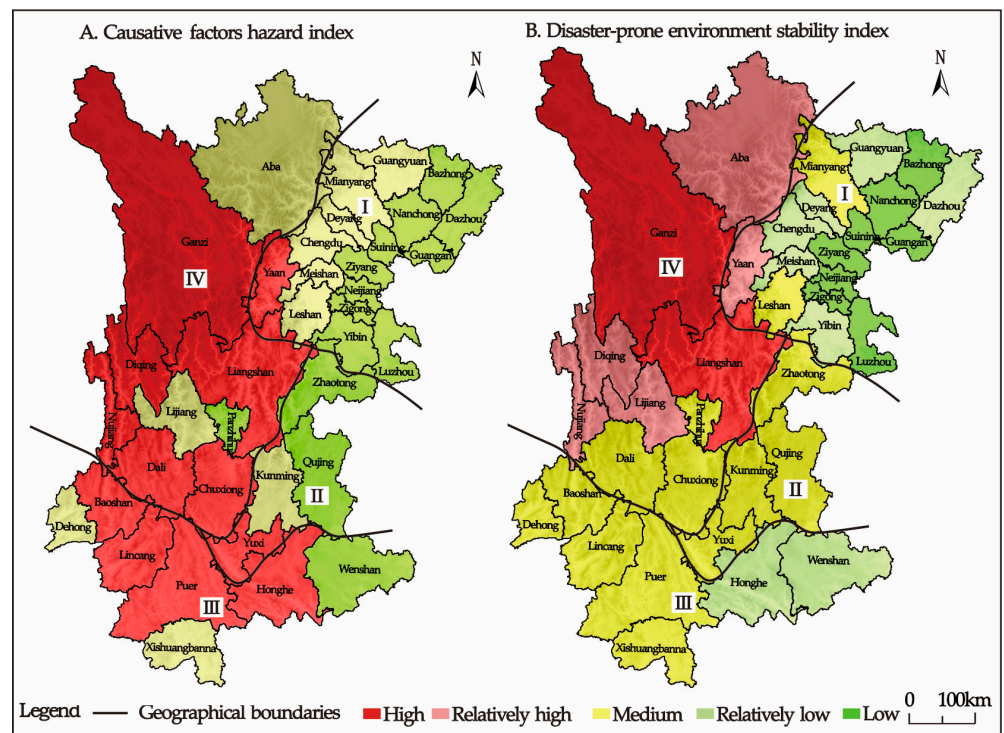 A. Causative factors hazard index
N
Aba
Guangyuan
Mianyang
Bazhong
I
Deyang
Nanchong
Dazhou
Ganzi
Chengdu
Suining
Guangan
IV
Yaan
Meishan
Ziyang
Neijiang
Leshan
Zigong
Yibin
Diqing
Liangshan
Luzhou
Zhaotong
Lijiang
Panzhihua
Nujiang
Dali
Qujing
Chuxiong
Kunming
II
Baoshan
Dehong
Yuxi
Lincang
Wenshan
Puer
Honghe
III
Xishuangbanna
B. Disaster-prone environment stability index
N
Aba
Guangyuan
Mianyang
Bazhong
I
Deyang
Nanchong
Dazhou
Ganzi
Chengdu
Suining
Guangan
IV
Yaan
Meishan
Ziyang
Neijiang
Leshan
Zigong
Yibin
Diqing
Liangshan
Luzhou
Zhaotong
Lijiang
Panzhihua
Nujiang
Dali
Qujing
Chuxiong
Kunming
II
Baoshan
Dehong
Yuxi
Lincang
Wenshan
Puer
Honghe
III
Xishuangbanna
Legend Geographical boundaries High Relatively high Medium Relatively low Low 0 100km